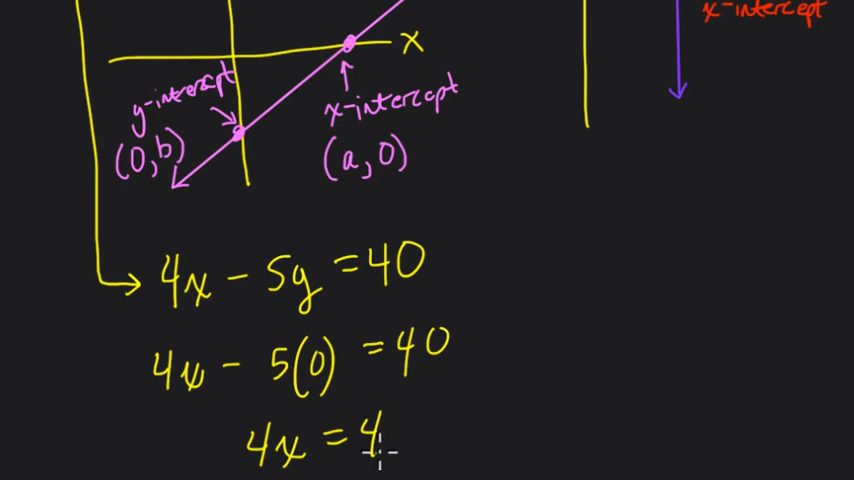 x-intercept
x
y-intercept
x-intercept
(0,b)
(a,0)
4x - 5y = 40
4x - 5(0) = 40
4x = 4